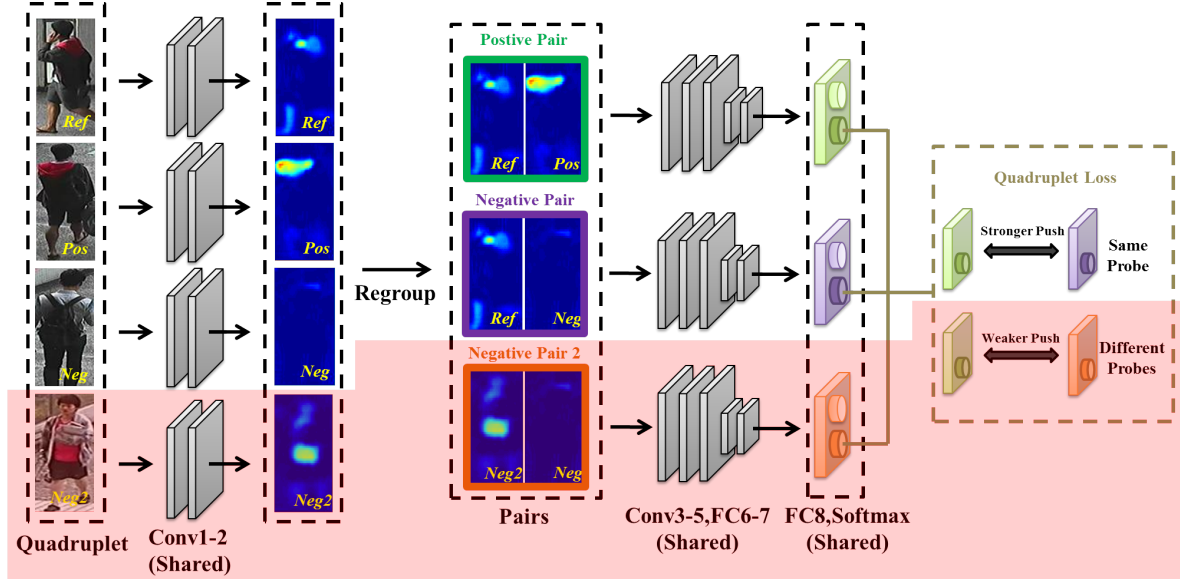 Ref
Pos
Neg
Neg2
Quadruplet
Conv1-2
(Shared)
Ref
Pos
Neg
Neg2
Regroup
Postive Pair
Ref
Pos
Negative Pair
Ref
Neg
Negative Pair 2
Neg2
Neg
Pairs
Conv3-5,FC6-7
(Shared)
FC8,Softmax
(Shared)
Quadruplet Loss
Stronger Push
Same
Probe
Weaker Push
Different
Probes